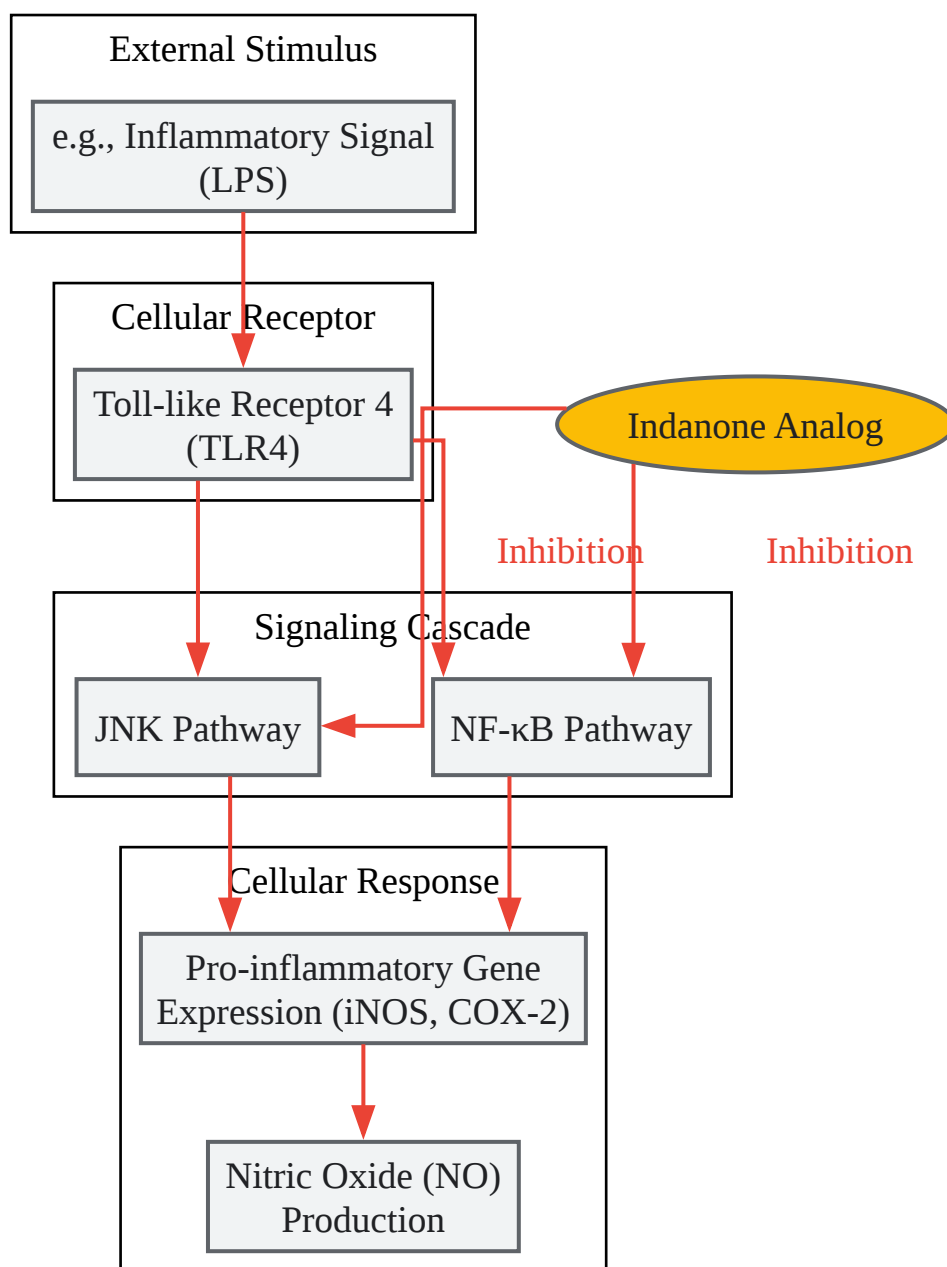 External Stimulus
e.g., Inflammatory Signal
(LPS)
Cellular Receptor
Toll-like Receptor 4
(TLR4)
Indanone Analog
Inhibition
Inhibition
Signaling Cascade
JNK Pathway
NF-κB Pathway
Cellular Response
Pro-inflammatory Gene
Expression (iNOS, COX-2)
Nitric Oxide (NO)
Production